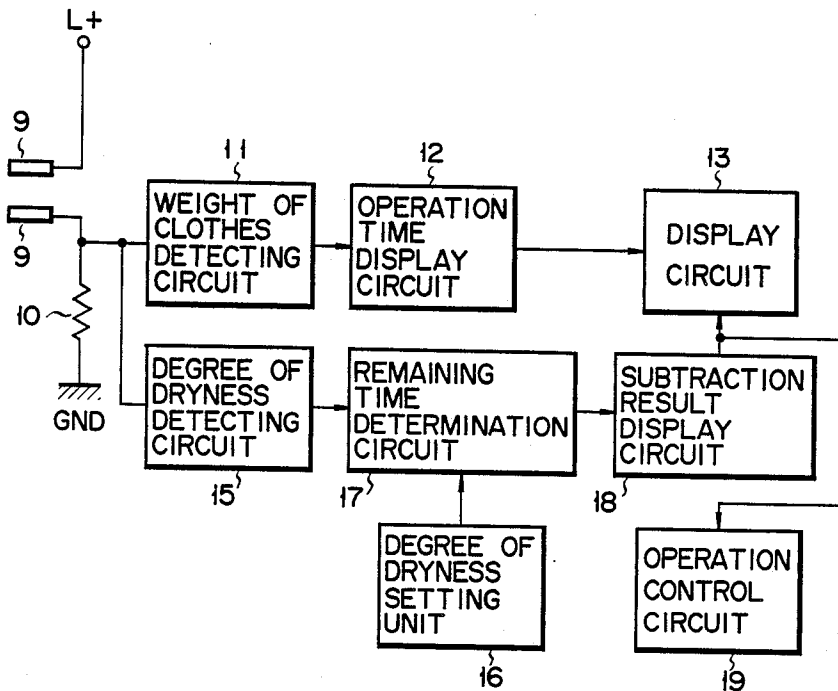 L+
9
9
10
GND
11
WEIGHT OF
CLOTHES
DETECTING
CIRCUIT
12
OPERATION
TIME
DISPLAY
CIRCUIT
13
DISPLAY
CIRCUIT
DEGREE OF
DRYNESS
DETECTING
CIRCUIT
15
REMAINING
TIME
DETERMINATION
CIRCUIT
17
SUBTRACTION
RESULT
DISPLAY
CIRCUIT
18
DEGREE OF
DRYNESS
SETTING
UNIT
16
OPERATION
CONTROL
CIRCUIT
19